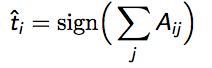 t̂ᵢ = sign(∑ⱼ Aᵢⱼ)